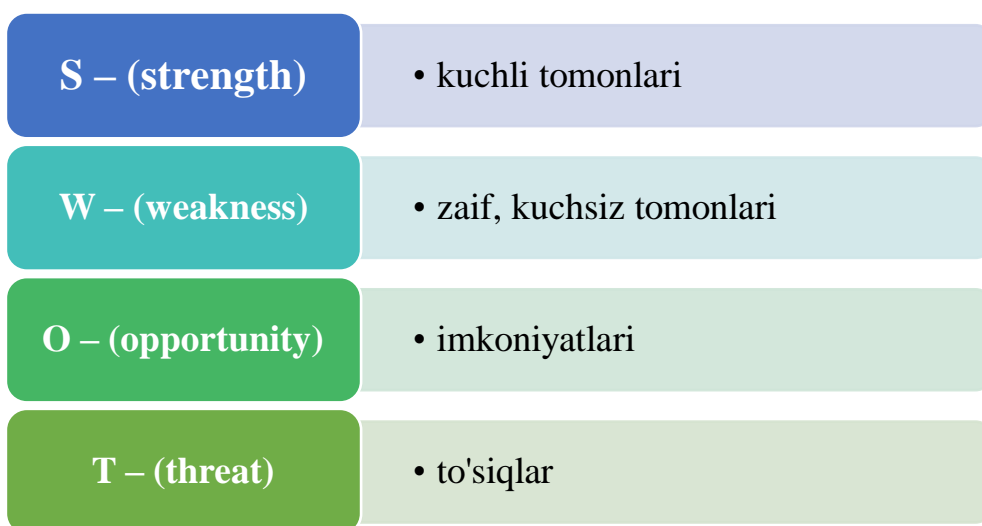 S – (strength)
• kuchli tomonlari
W – (weakness)
• zaif, kuchsiz tomonlari
O – (opportunity)
• imkoniyatlari
T – (threat)
• to'siqlar